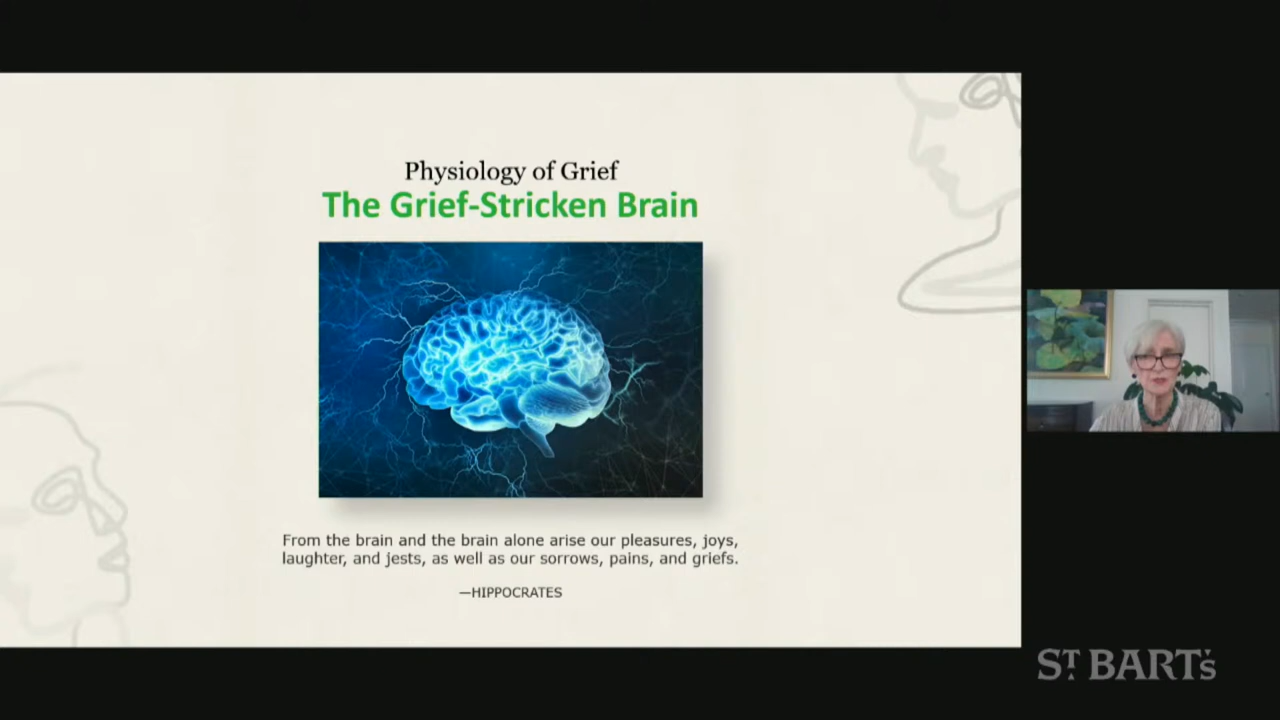 Physiology of Grief
The Grief-Stricken Brain
From the brain and the brain alone arise our pleasures, joys,
laughter, and jests, as well as our sorrows, pains, and griefs.
—HIPPOCRATES
ST BART's